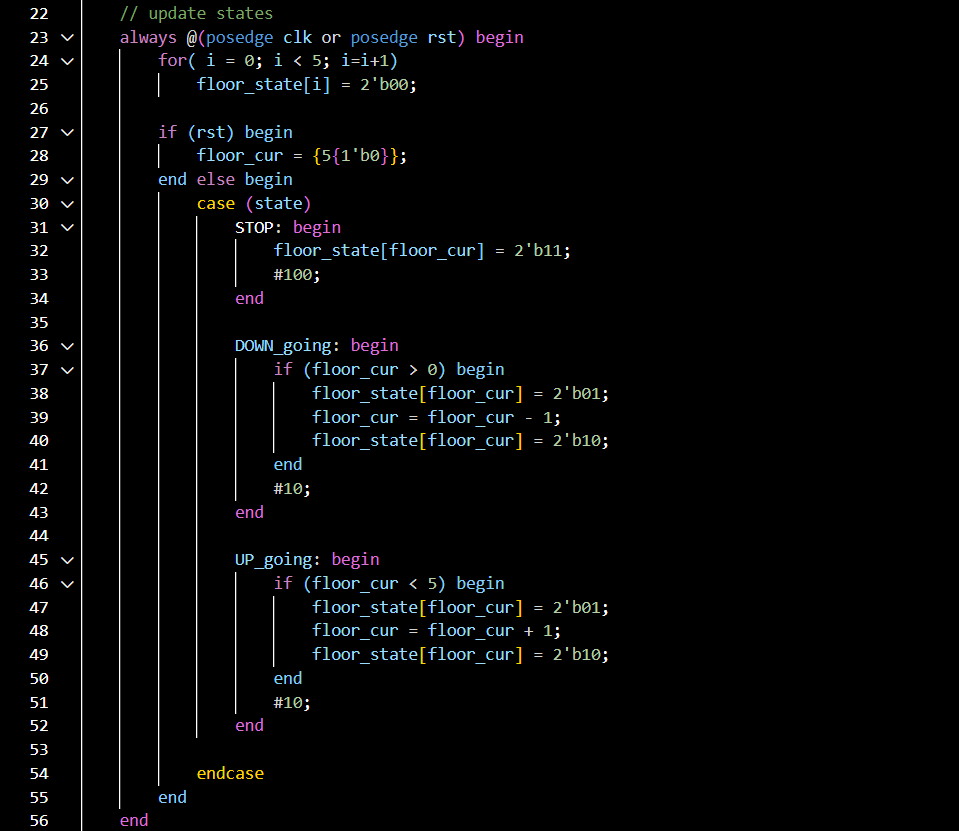 22 // update states
23 always @(posedge clk or posedge rst) begin
24 for( i = 0; i < 5; i=i+1)
25 floor_state[i] = 2'b00;
26
27 if (rst) begin
28 floor_cur = {5{1'b0}};
29 end else begin
30 case (state)
31 STOP: begin
32 floor_state[floor_cur] = 2'b11;
33 #100;
34 end
35
36 DOWN_going: begin
37 if (floor_cur > 0) begin
38 floor_state[floor_cur] = 2'b01;
39 floor_cur = floor_cur - 1;
40 floor_state[floor_cur] = 2'b10;
41 end
42 #10;
43 end
44
45 UP_going: begin
46 if (floor_cur < 5) begin
47 floor_state[floor_cur] = 2'b01;
48 floor_cur = floor_cur + 1;
49 floor_state[floor_cur] = 2'b10;
50 end
51 #10;
52 end
53
54 endcase
55 end
56 end